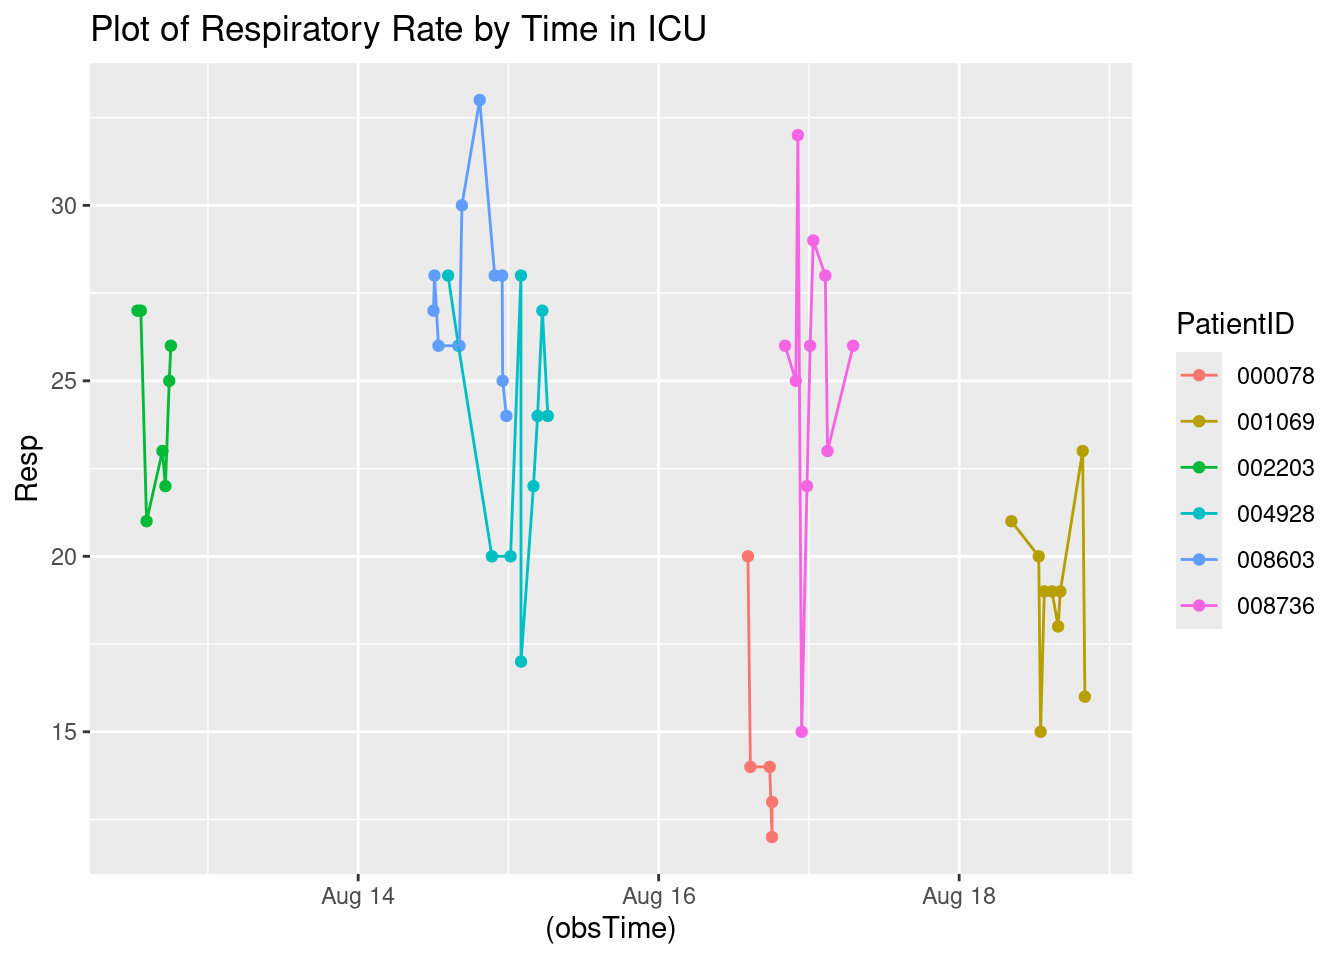 Plot of Respiratory Rate by Time in ICU
Resp
30
25
20
15
Aug 14
Aug 16
Aug 18
(obsTime)
PatientID
000078
001069
002203
004928
008603
008736